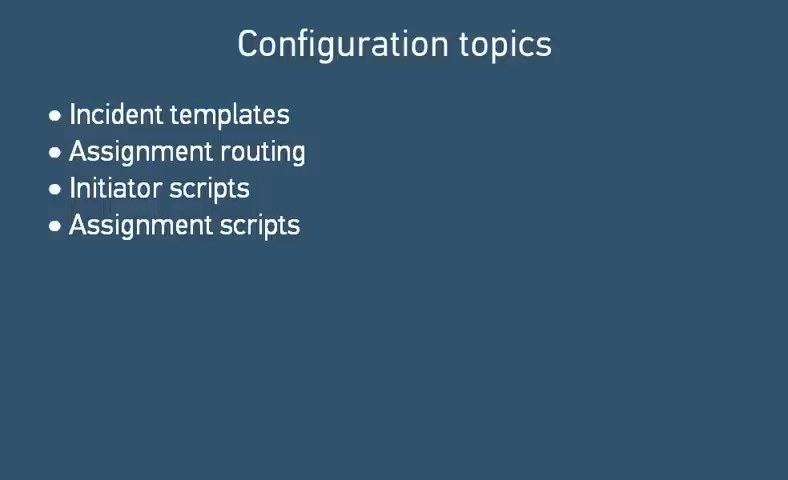 Configuration topics
• Incident templates
• Assignment routing
• Initiator scripts
• Assignment scripts